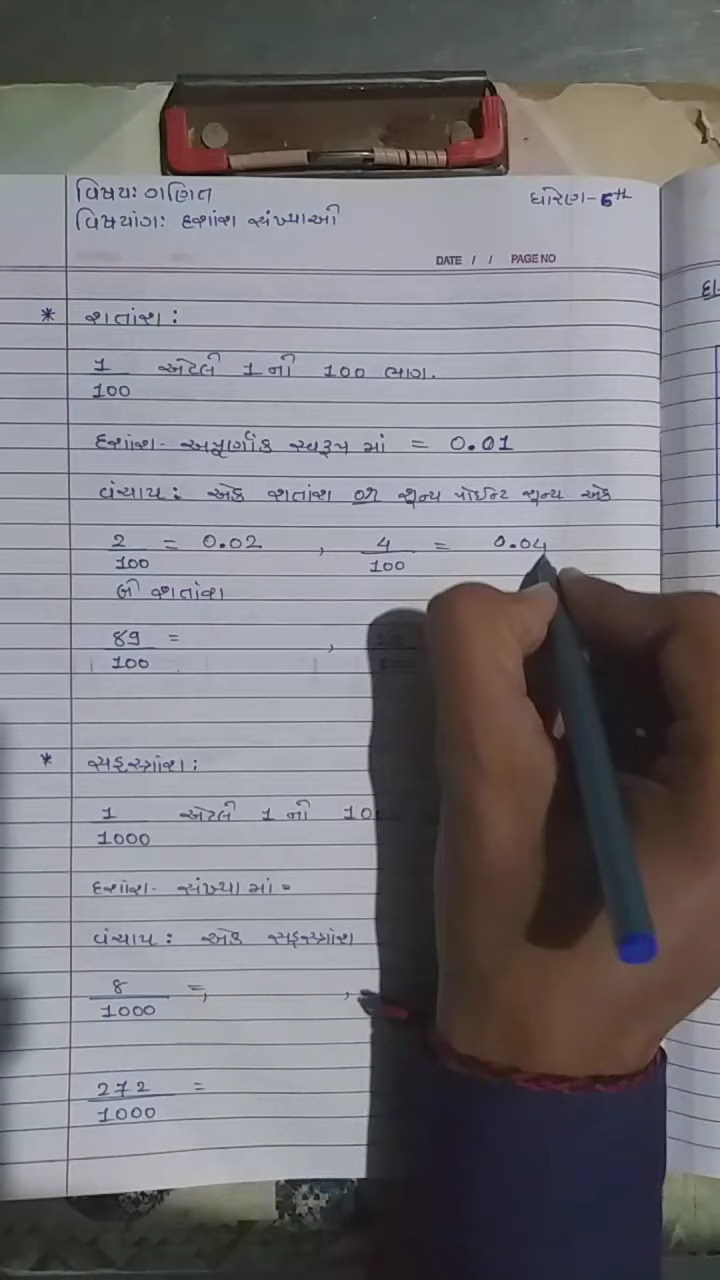 વિષય: ગણિત ધોરણ-5th
વિષયાંગ: દશાંશ સંખ્યાઓ
DATE / / PAGE NO
* શતાંશ:
1/100 એટલે 1 ની 100 ભાગ.
દશાંશ- અપૂર્ણાંક સ્વરૂપ માં = 0.01
વંચાય: એક શતાંશ શૂન્ય પોઈન્ટ શૂન્ય એક
2/100 = 0.02 , 4/100 = 0.04
બે શતાંશ
89/100 = ,
* સહસ્ત્રાંશ:
1/1000 એટલે 1 ની
દશાંશ- સંખ્યા માં =
વંચાય: એક સહસ્ત્રાંશ
8/1000 =, ,
272/1000 =